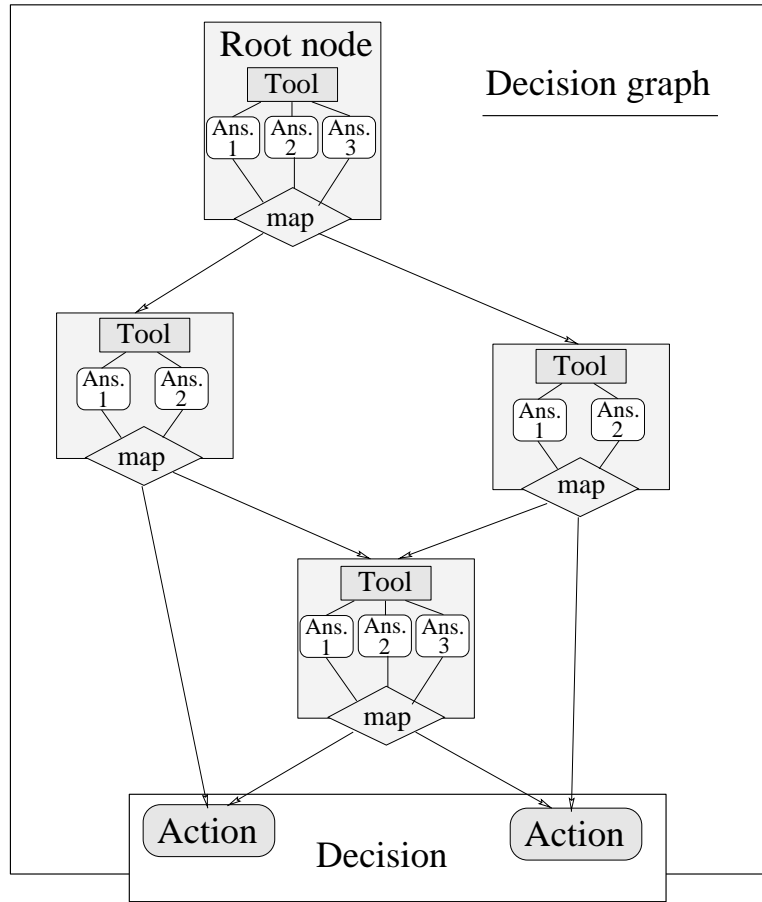 Root node
Decision graph
Tool
Ans. Ans. Ans.
1 2 3
map
Tool
Ans. Ans.
1 2
map
Tool
Ans. Ans.
1 2
map
Tool
Ans. Ans. Ans.
1 2 3
map
Action
Action
Decision